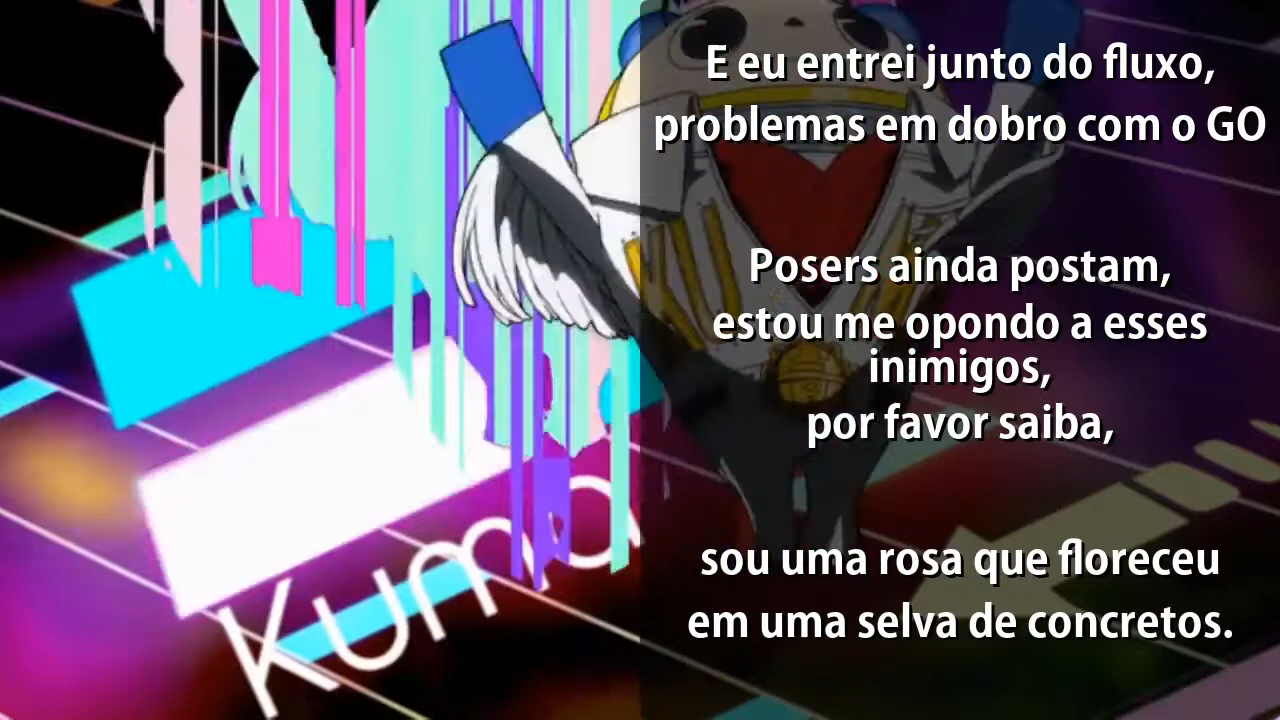 E eu entrei junto do fluxo,
problemas em dobro com o GO
Posers ainda postam,
estou me opondo a esses
inimigos,
por favor saiba,
sou uma rosa que floreceu
em uma selva de concretos.
Kuma